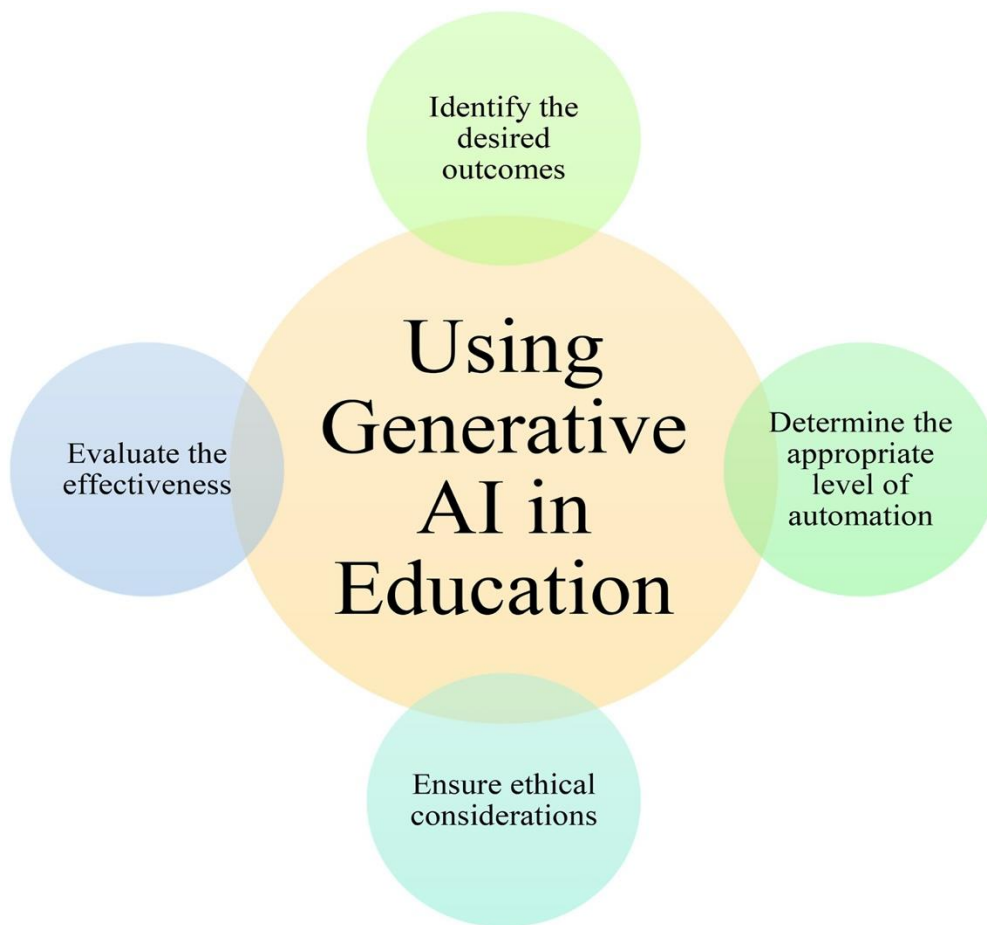 Identify the
desired
outcomes
Using
Generative
AI in
Education
Determine the
appropriate
level of
automation
Ensure ethical
considerations
Evaluate the
effectiveness